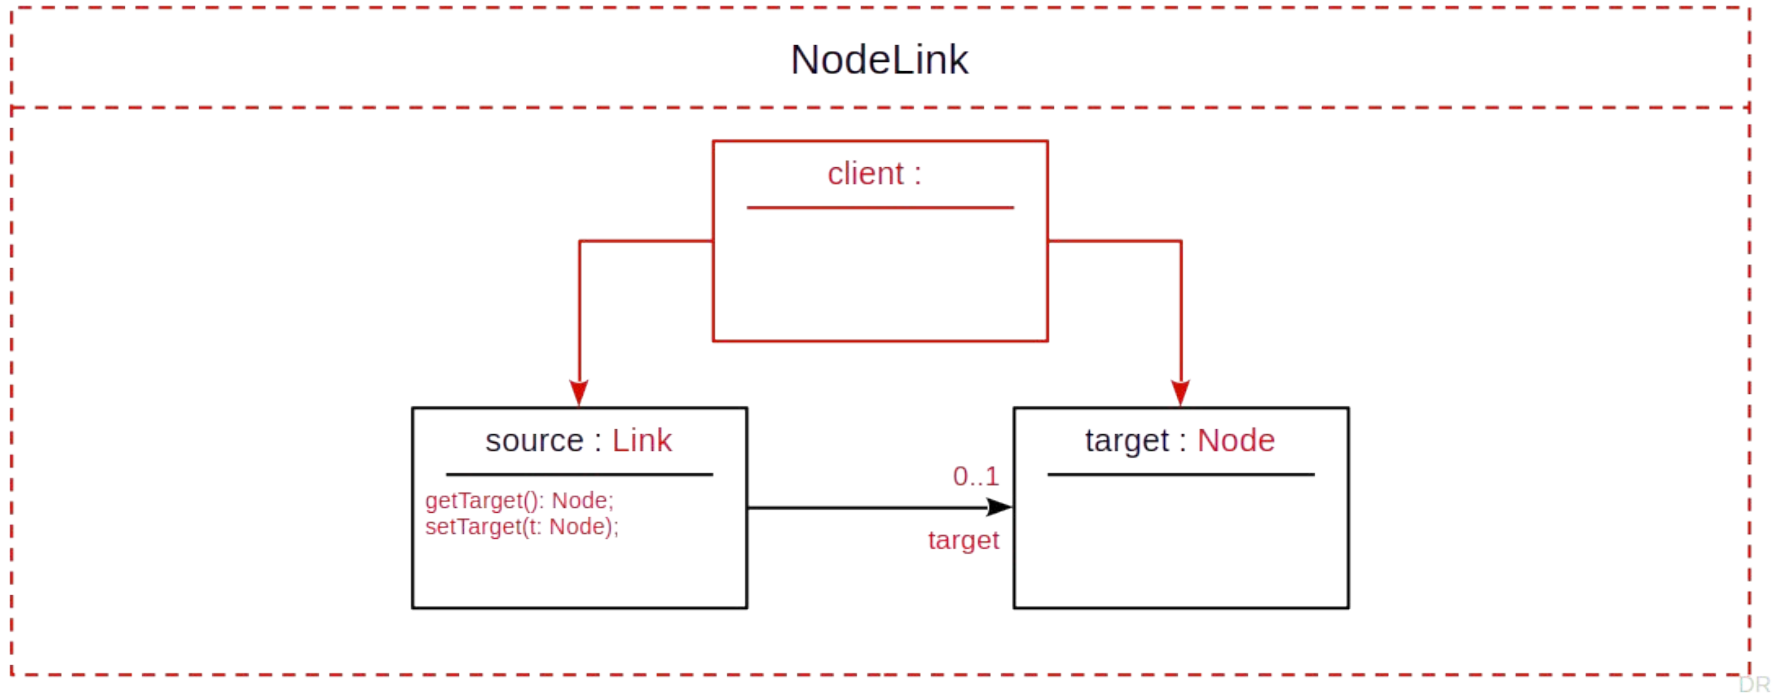 NodeLink
client :
source : Link
getTarget(): Node;
setTarget(t: Node);
0..1
target
target : Node
DR